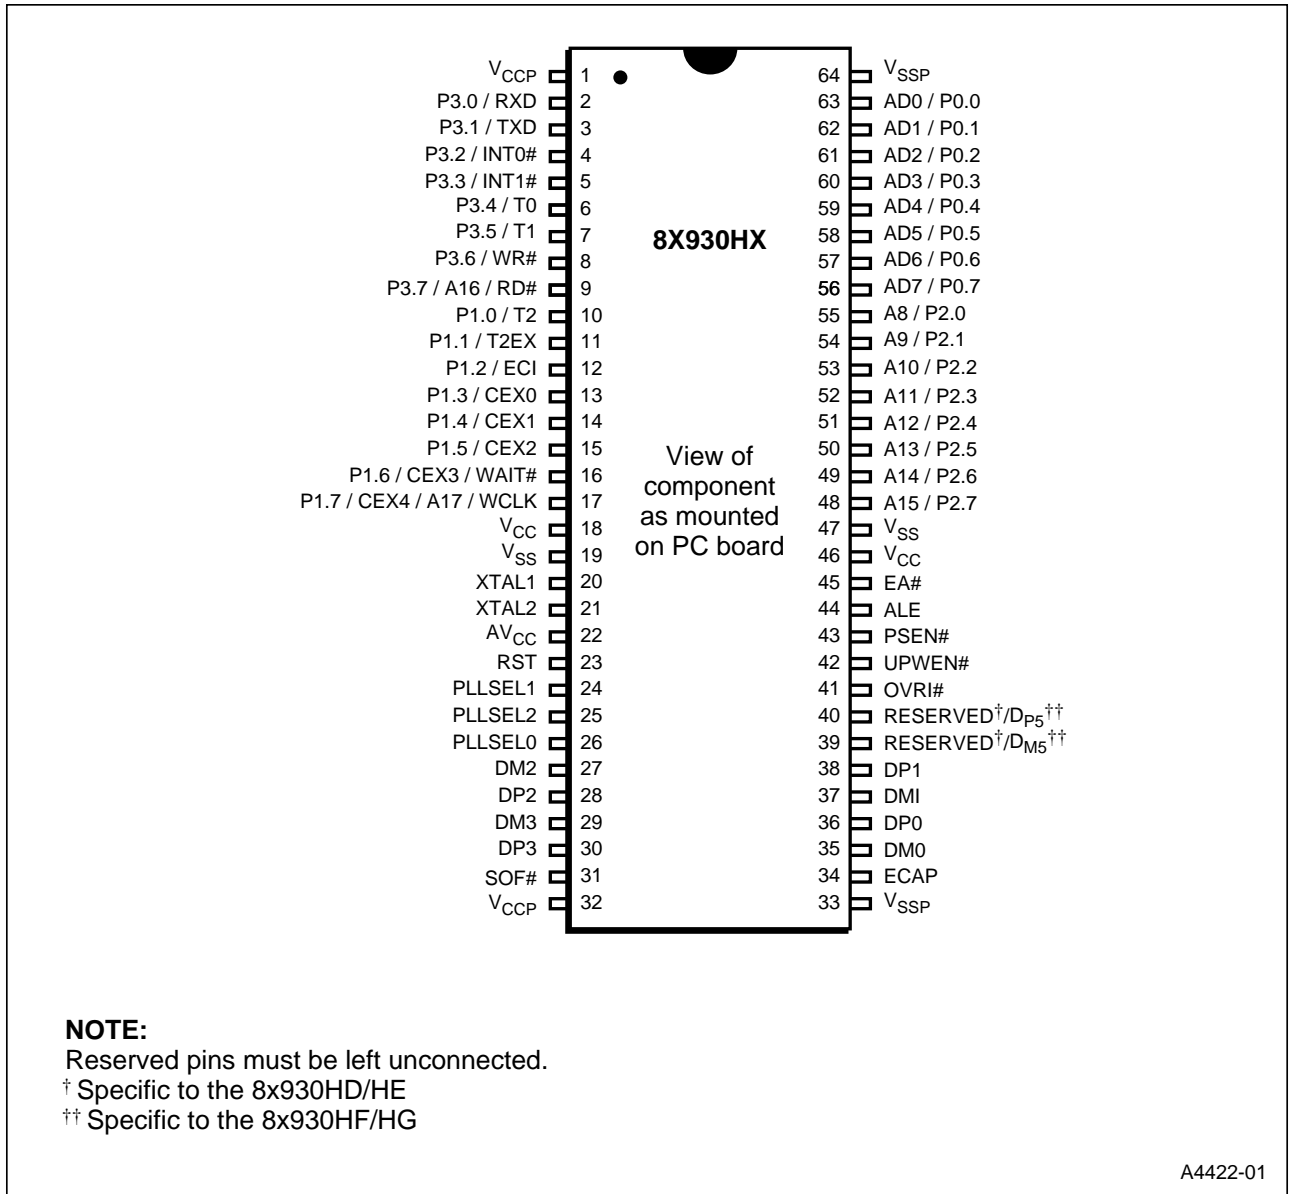 VCCP 1 64 VSSP
P3.0 / RXD 2 63 AD0 / P0.0
P3.1 / TXD 3 62 AD1 / P0.1
P3.2 / INT0# 4 61 AD2 / P0.2
P3.3 / INT1# 5 60 AD3 / P0.3
P3.4 / T0 6 59 AD4 / P0.4
P3.5 / T1 7 8X930HX 58 AD5 / P0.5
P3.6 / WR# 8 57 AD6 / P0.6
P3.7 / A16 / RD# 9 56 AD7 / P0.7
P1.0 / T2 10 55 A8 / P2.0
P1.1 / T2EX 11 54 A9 / P2.1
P1.2 / ECI 12 53 A10 / P2.2
P1.3 / CEX0 13 52 A11 / P2.3
P1.4 / CEX1 14 51 A12 / P2.4
P1.5 / CEX2 15 View of 50 A13 / P2.5
P1.6 / CEX3 / WAIT# 16 component 49 A14 / P2.6
P1.7 / CEX4 / A17 / WCLK 17 as mounted 48 A15 / P2.7
VCC 18 on PC board 47 VSS
VSS 19 46 VCC
XTAL1 20 45 EA#
XTAL2 21 44 ALE
AVCC 22 43 PSEN#
RST 23 42 UPWEN#
PLLSEL1 24 41 OVRI#
PLLSEL2 25 40 RESERVED†/DP5††
PLLSEL0 26 39 RESERVED†/DM5††
DM2 27 38 DP1
DP2 28 37 DMI
DM3 29 36 DP0
DP3 30 35 DM0
SOF# 31 34 ECAP
VCCP 32 33 VSSP
NOTE:
Reserved pins must be left unconnected.
† Specific to the 8x930HD/HE
†† Specific to the 8x930HF/HG
A4422-01